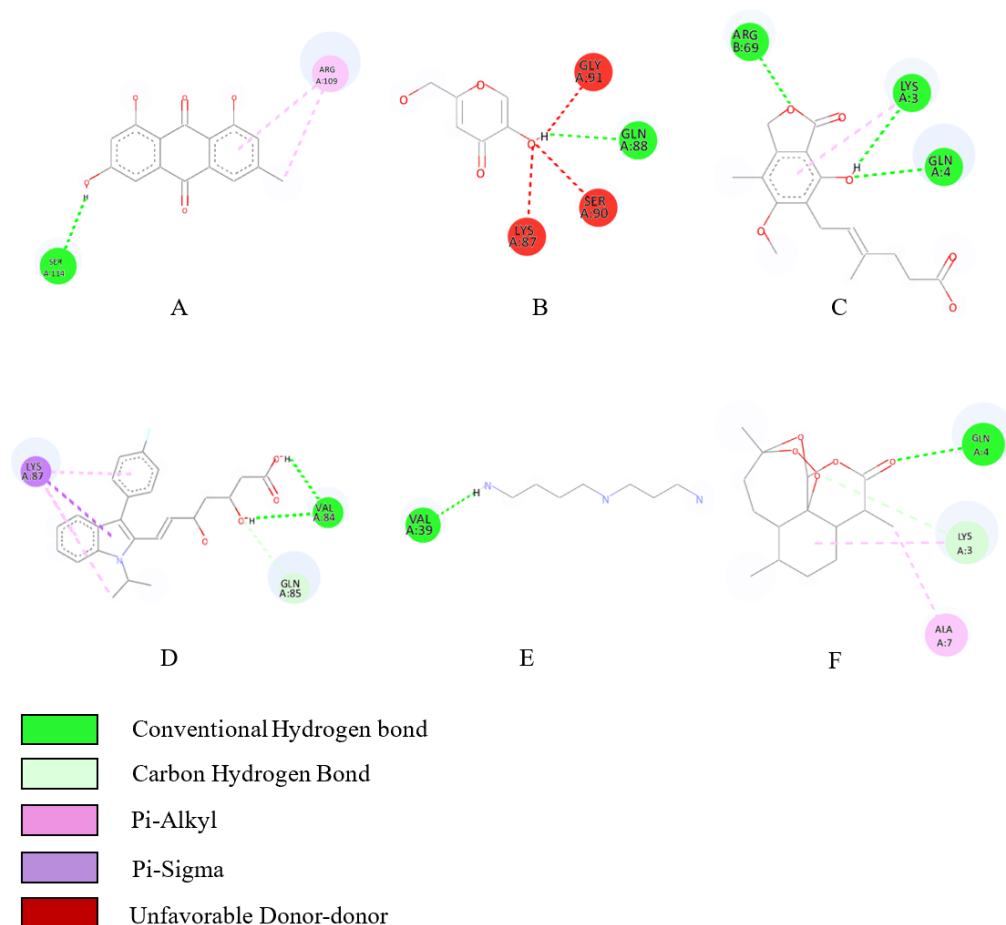 ARG
A:109
O
O
O
O
O
H
SER
A:114
A
GLY
A:91
O
O
H
O
O
GLN
A:88
SER
A:90
LYS
A:87
B
ARG
B:69
LYS
A:3
O
O
H
O
GLN
A:4
O
O
O
C
LYS
A:87
N
O
H
O
O
H
O
VAL
A:84
GLN
A:85
D
H
N
N
N
VAL
A:39
E
O
O
O
O
O
GLN
A:4
LYS
A:3
ALA
A:7
F
Conventional Hydrogen bond
Carbon Hydrogen Bond
Pi-Alkyl
Pi-Sigma
Unfavorable Donor-donor